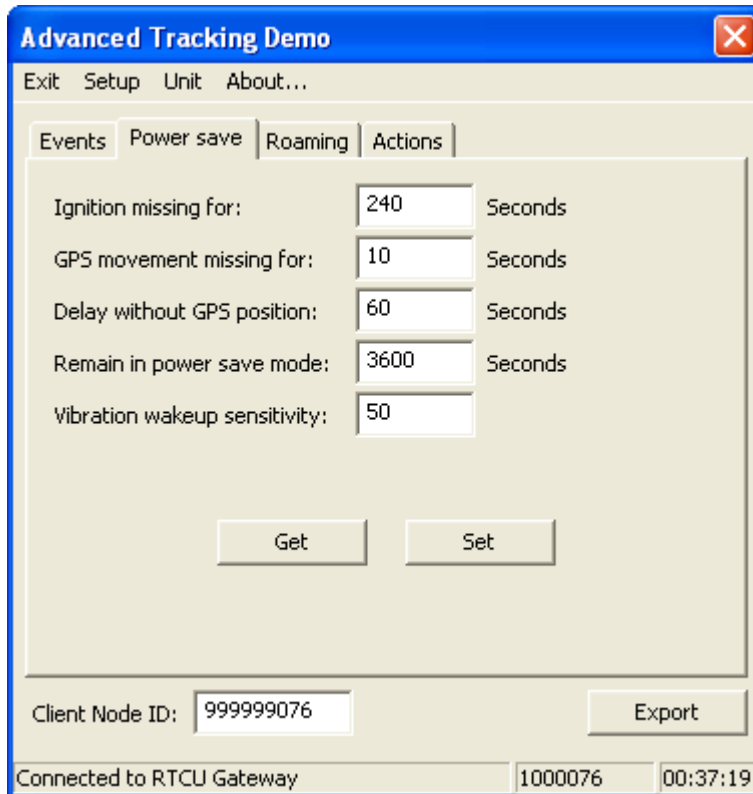 Advanced Tracking Demo
Exit Setup Unit About...
Events Power save Roaming Actions
Ignition missing for: 240 Seconds
GPS movement missing for: 10 Seconds
Delay without GPS position: 60 Seconds
Remain in power save mode: 3600 Seconds
Vibration wakeup sensitivity: 50
Get Set
Client Node ID: 999999076 Export
Connected to RTCU Gateway 1000076 00:37:19